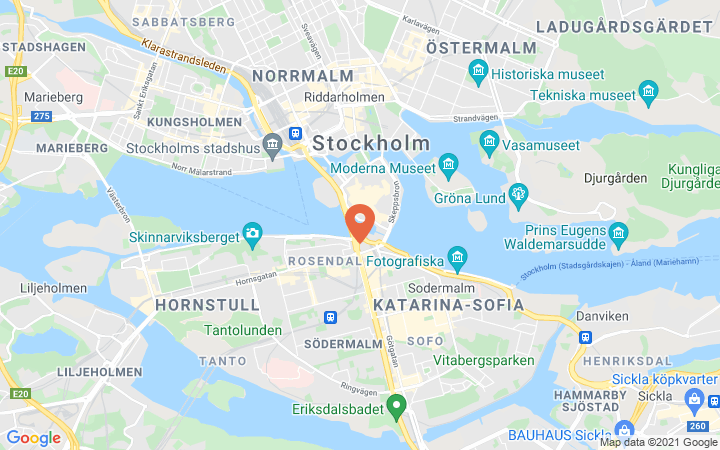 SABBATSBERG
Sveavägen
Karlavägen
LADUGÅRDSGÄRDET
STADSHAGEN
Klarastrandsleden
ÖSTERMALM
E20
NORRMALM
Historiska museet
Marieberg
Sankt Eriksgatan
Riddarholmen
Tekniska museet
275
KUNGSHOLMEN
Strandvägen
MARIEBERG
Stockholm
Stockholms stadshus
Vasamuseet
Norr Mälarstrand
Moderna Museet
Kungliga
Djurgården
Djurgården
Västerbron
Skeppsbron
Gröna Lund
Skinnarviksberget
Prins Eugens
Waldemarsudde
ROSENDAL
Fotografiska
Stockholm (Stadsgårdskajen) - Åland (Mariehamn)
Hornsgatan
Liljeholmen
Sodermalm
HORNSTULL
KATARINA-SOFIA
Danviken
Tantolunden
SÖDERMALM
Götgatan
SOFO
TANTO
Vitabergsparken
HENRIKSDAL
LILJEHOLMEN
Ringvägen
Sickla köpkvarter
E20
HAMMARBY
SJÖSTAD
Sickla
Eriksdalsbadet
260
BAUHAUS Sickla
Google
Map data ©2021 Google